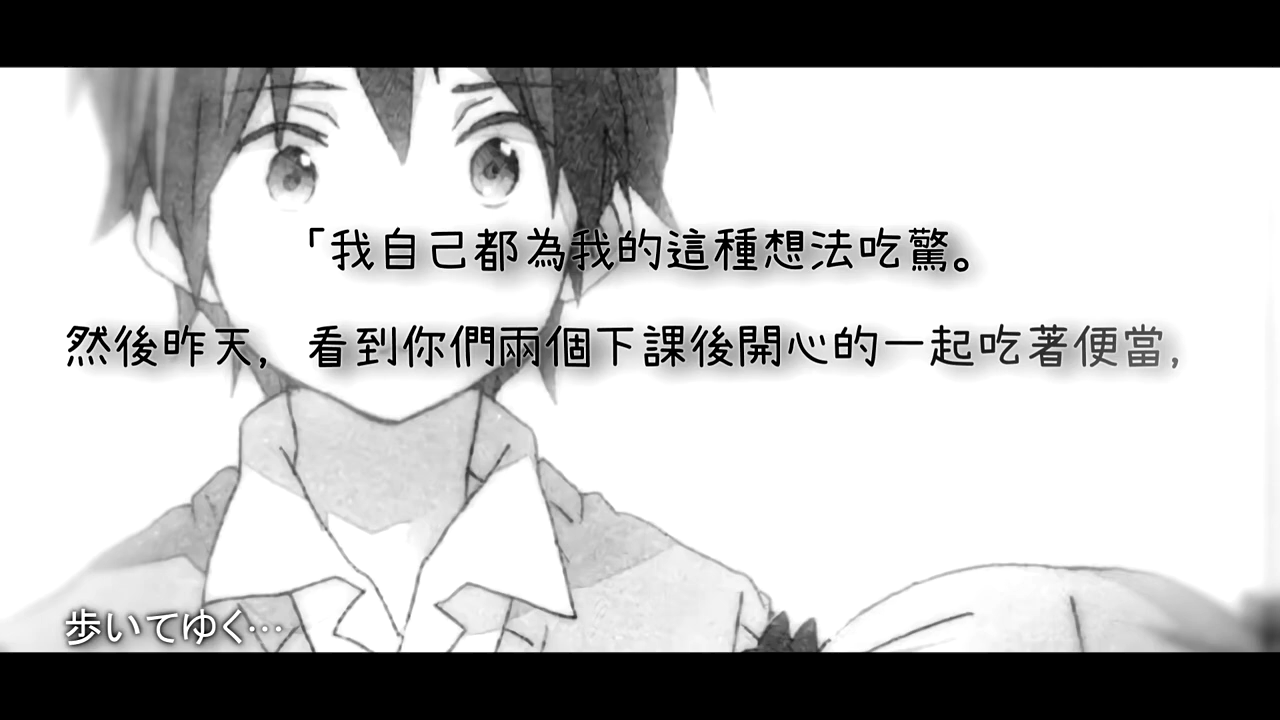 「我自己都為我的這種想法吃驚。
然後昨天，看到你們兩個下課後開心的一起吃著便當，
歩いてゆく…